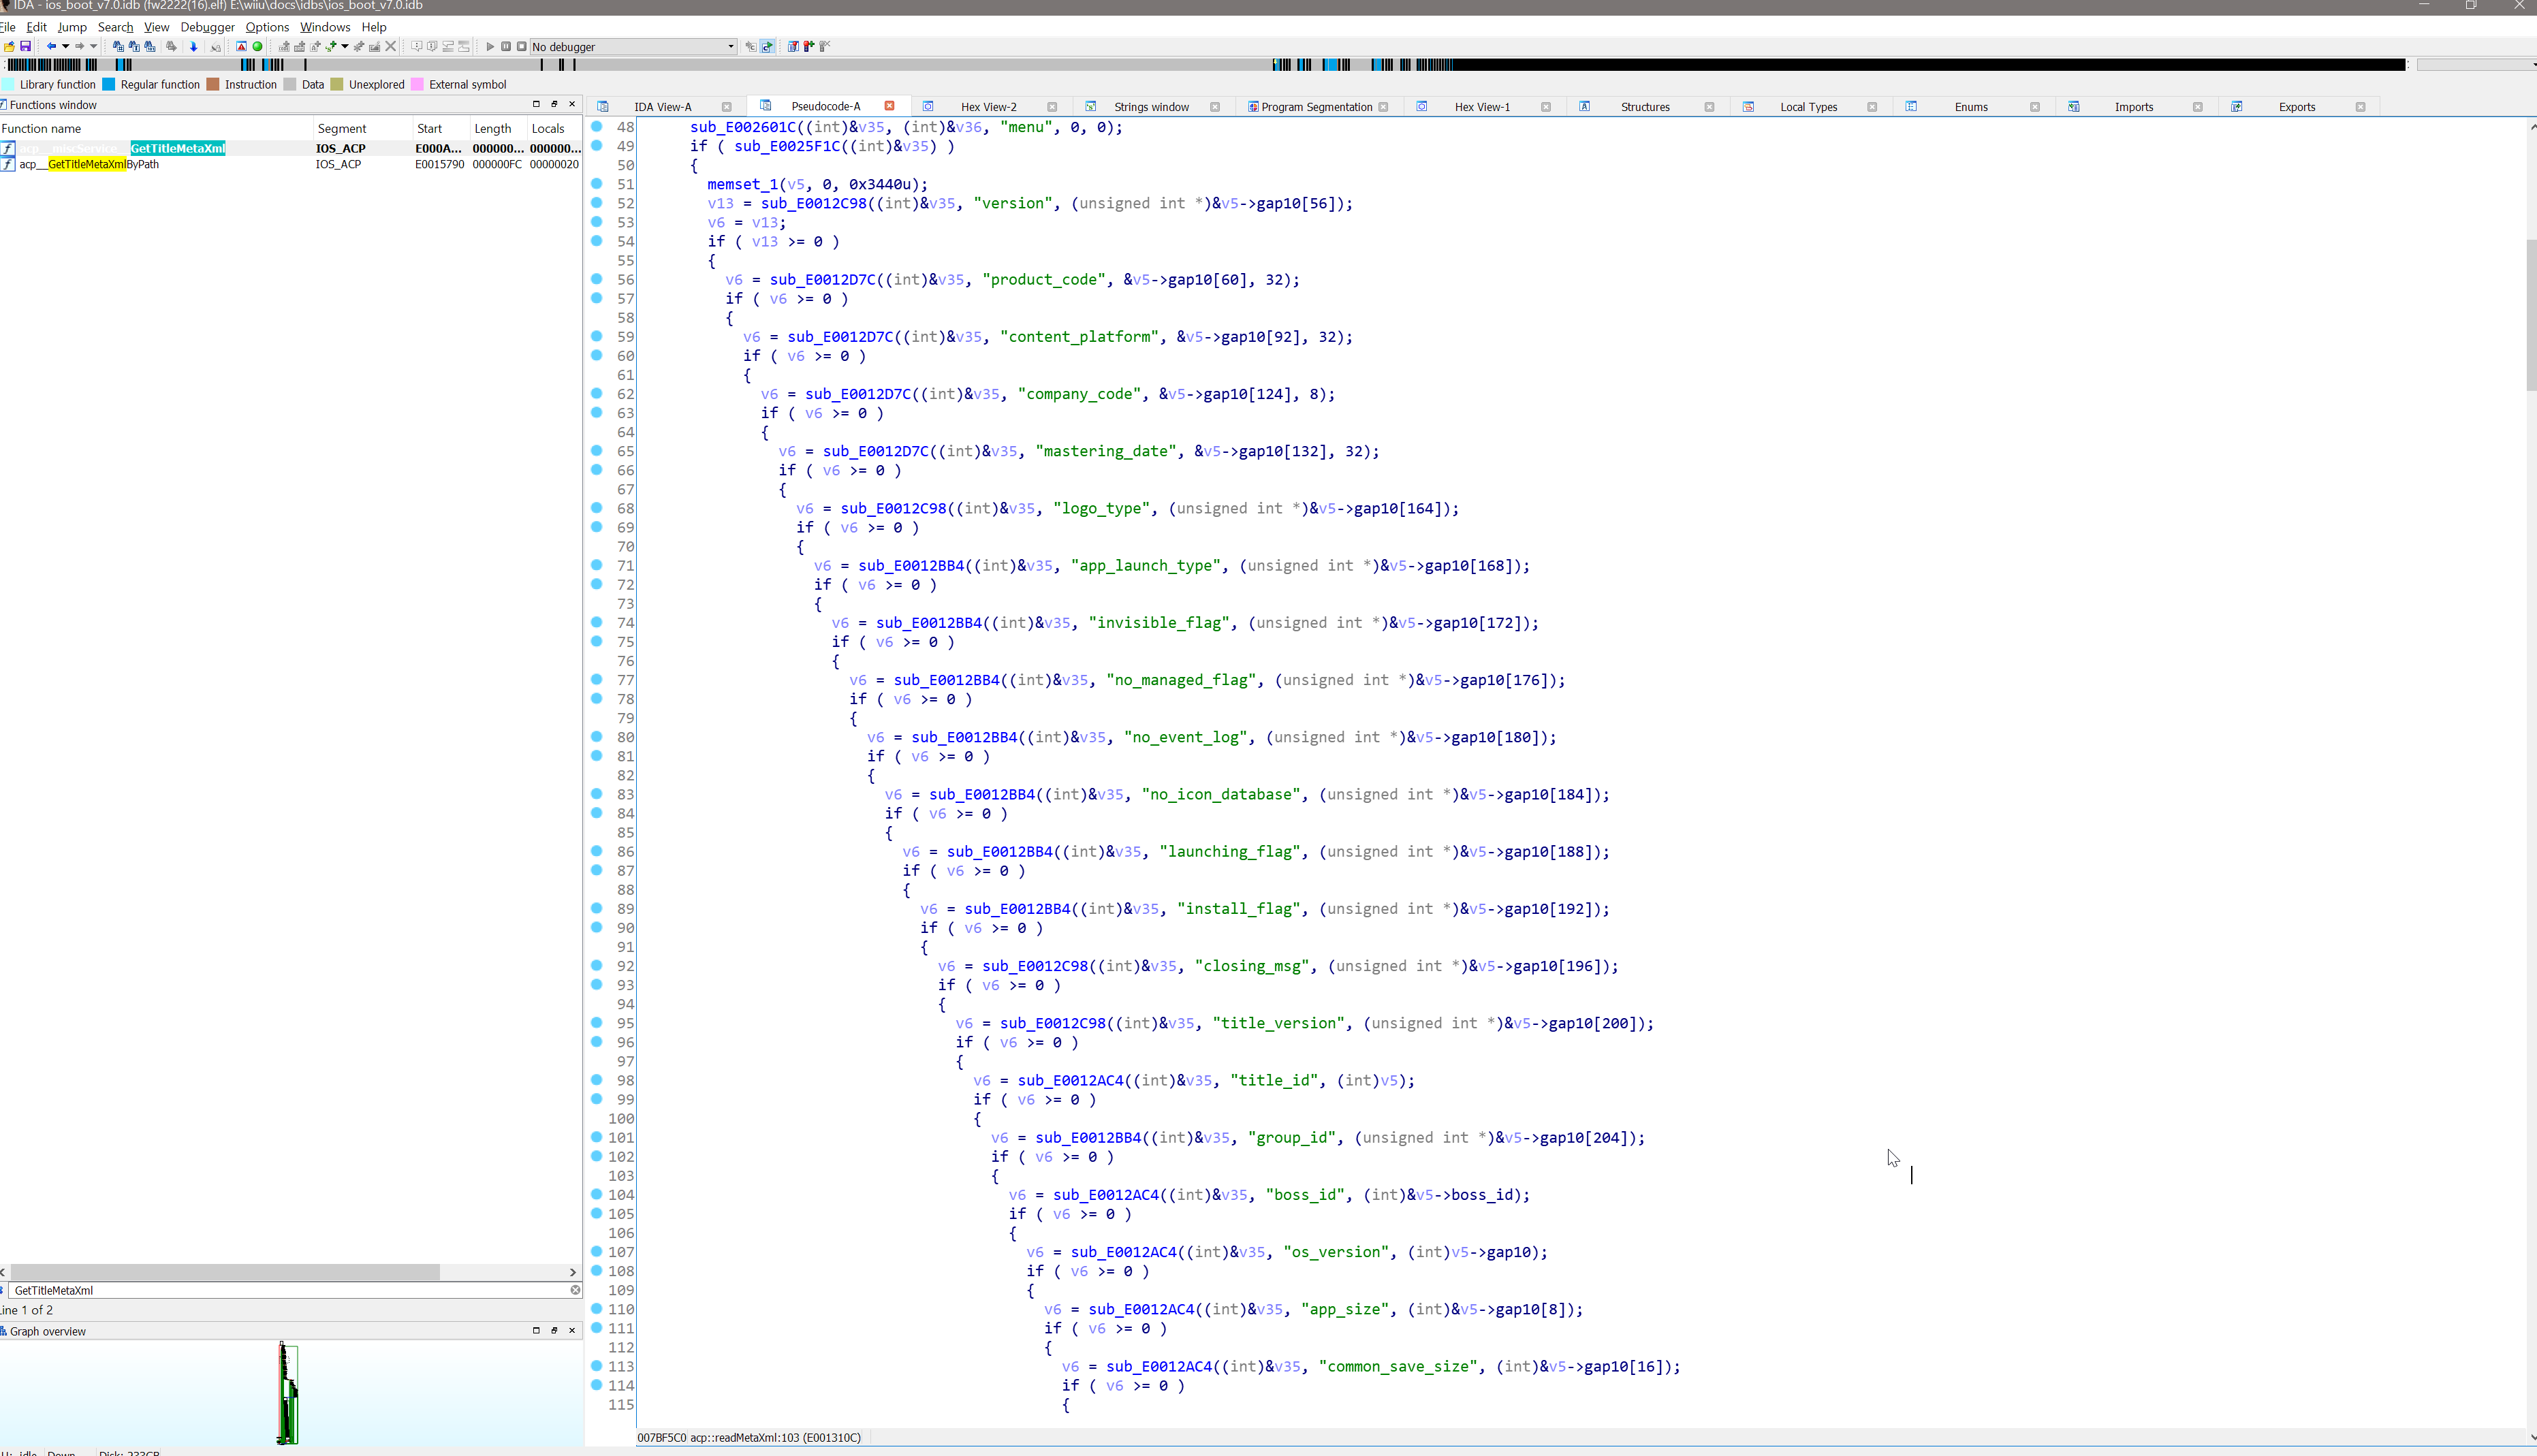 IDA - ios_boot_v7.0.idb (fw2222(16).elf) E:\wiiu\docs\idbs\ios_boot_v7.0.idb
File Edit Jump Search View Debugger Options Windows Help
No debugger
Library function Regular function Instruction Data Unexplored External symbol
Functions window
Function name Segment Start Length Locals
acp__miscService__GetTitleMetaXml IOS_ACP E000A... 000000... 000000...
acp__GetTitleMetaXmlByPath IOS_ACP E0015790 000000FC 00000020
GetTitleMetaXml
Line 1 of 2
Graph overview
IDA View-A Pseudocode-A Hex View-2 Strings window Program Segmentation Hex View-1 Structures Local Types Enums Imports Exports
48 sub_E002601C((int)&v35, (int)&v36, "menu", 0, 0);
49 if ( sub_E0025F1C((int)&v35) )
50 {
51 memset_1(v5, 0, 0x3440u);
52 v13 = sub_E0012C98((int)&v35, "version", (unsigned int *)&v5->gap10[56]);
53 v6 = v13;
54 if ( v13 >= 0 )
55 {
56 v6 = sub_E0012D7C((int)&v35, "product_code", &v5->gap10[60], 32);
57 if ( v6 >= 0 )
58 {
59 v6 = sub_E0012D7C((int)&v35, "content_platform", &v5->gap10[92], 32);
60 if ( v6 >= 0 )
61 {
62 v6 = sub_E0012D7C((int)&v35, "company_code", &v5->gap10[124], 8);
63 if ( v6 >= 0 )
64 {
65 v6 = sub_E0012D7C((int)&v35, "mastering_date", &v5->gap10[132], 32);
66 if ( v6 >= 0 )
67 {
68 v6 = sub_E0012C98((int)&v35, "logo_type", (unsigned int *)&v5->gap10[164]);
69 if ( v6 >= 0 )
70 {
71 v6 = sub_E0012BB4((int)&v35, "app_launch_type", (unsigned int *)&v5->gap10[168]);
72 if ( v6 >= 0 )
73 {
74 v6 = sub_E0012BB4((int)&v35, "invisible_flag", (unsigned int *)&v5->gap10[172]);
75 if ( v6 >= 0 )
76 {
77 v6 = sub_E0012BB4((int)&v35, "no_managed_flag", (unsigned int *)&v5->gap10[176]);
78 if ( v6 >= 0 )
79 {
80 v6 = sub_E0012BB4((int)&v35, "no_event_log", (unsigned int *)&v5->gap10[180]);
81 if ( v6 >= 0 )
82 {
83 v6 = sub_E0012BB4((int)&v35, "no_icon_database", (unsigned int *)&v5->gap10[184]);
84 if ( v6 >= 0 )
85 {
86 v6 = sub_E0012BB4((int)&v35, "launching_flag", (unsigned int *)&v5->gap10[188]);
87 if ( v6 >= 0 )
88 {
89 v6 = sub_E0012BB4((int)&v35, "install_flag", (unsigned int *)&v5->gap10[192]);
90 if ( v6 >= 0 )
91 {
92 v6 = sub_E0012C98((int)&v35, "closing_msg", (unsigned int *)&v5->gap10[196]);
93 if ( v6 >= 0 )
94 {
95 v6 = sub_E0012C98((int)&v35, "title_version", (unsigned int *)&v5->gap10[200]);
96 if ( v6 >= 0 )
97 {
98 v6 = sub_E0012AC4((int)&v35, "title_id", (int)v5);
99 if ( v6 >= 0 )
100 {
101 v6 = sub_E0012BB4((int)&v35, "group_id", (unsigned int *)&v5->gap10[204]);
102 if ( v6 >= 0 )
103 {
104 v6 = sub_E0012AC4((int)&v35, "boss_id", (int)&v5->boss_id);
105 if ( v6 >= 0 )
106 {
107 v6 = sub_E0012AC4((int)&v35, "os_version", (int)v5->gap10);
108 if ( v6 >= 0 )
109 {
110 v6 = sub_E0012AC4((int)&v35, "app_size", (int)&v5->gap10[8]);
111 if ( v6 >= 0 )
112 {
113 v6 = sub_E0012AC4((int)&v35, "common_save_size", (int)&v5->gap10[16]);
114 if ( v6 >= 0 )
115 {
007BF5C0 acp::readMetaXml:103 (E001310C)